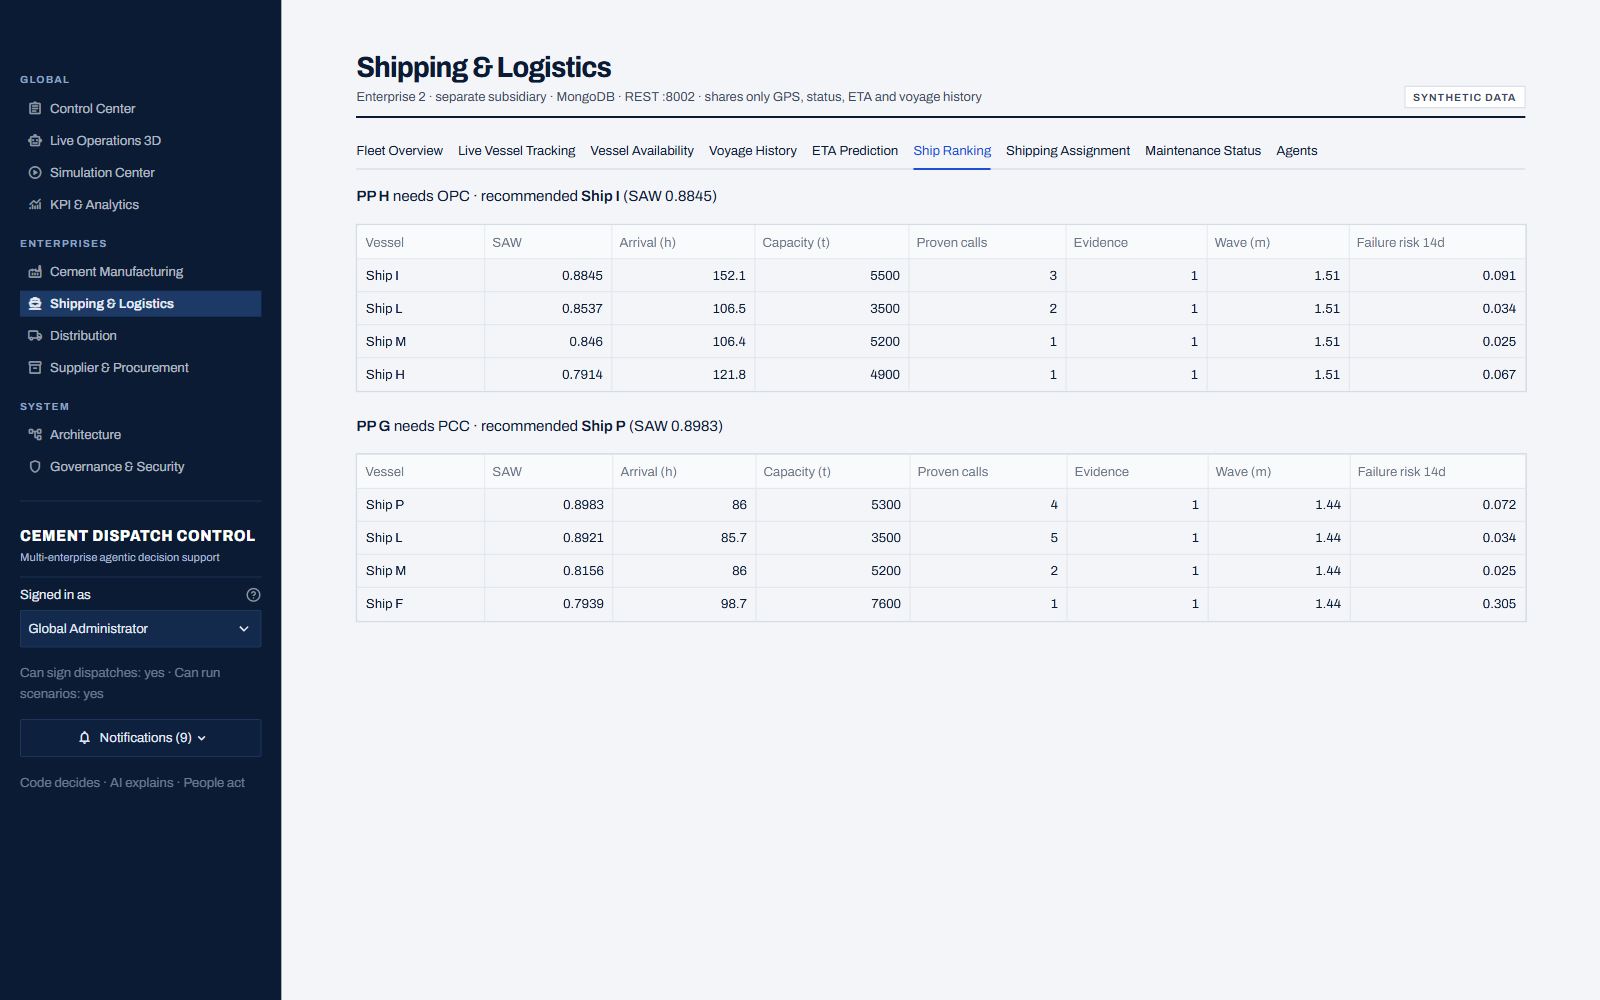 GLOBAL
Control Center
Live Operations 3D
Simulation Center
KPI & Analytics
ENTERPRISES
Cement Manufacturing
Shipping & Logistics
Distribution
Supplier & Procurement
SYSTEM
Architecture
Governance & Security
CEMENT DISPATCH CONTROL
Multi-enterprise agentic decision support
Signed in as
Global Administrator
Can sign dispatches: yes · Can run
scenarios: yes
Notifications (9)
Code decides · AI explains · People act
Shipping & Logistics
Enterprise 2 · separate subsidiary · MongoDB · REST :8002 · shares only GPS, status, ETA and voyage history
SYNTHETIC DATA
Fleet Overview Live Vessel Tracking Vessel Availability Voyage History ETA Prediction Ship Ranking Shipping Assignment Maintenance Status Agents
PP H needs OPC · recommended Ship I (SAW 0.8845)
Vessel SAW Arrival (h) Capacity (t) Proven calls Evidence Wave (m) Failure risk 14d
Ship I 0.8845 152.1 5500 3 1 1.51 0.091
Ship L 0.8537 106.5 3500 2 1 1.51 0.034
Ship M 0.846 106.4 5200 1 1 1.51 0.025
Ship H 0.7914 121.8 4900 1 1 1.51 0.067
PP G needs PCC · recommended Ship P (SAW 0.8983)
Vessel SAW Arrival (h) Capacity (t) Proven calls Evidence Wave (m) Failure risk 14d
Ship P 0.8983 86 5300 4 1 1.44 0.072
Ship L 0.8921 85.7 3500 5 1 1.44 0.034
Ship M 0.8156 86 5200 2 1 1.44 0.025
Ship F 0.7939 98.7 7600 1 1 1.44 0.305